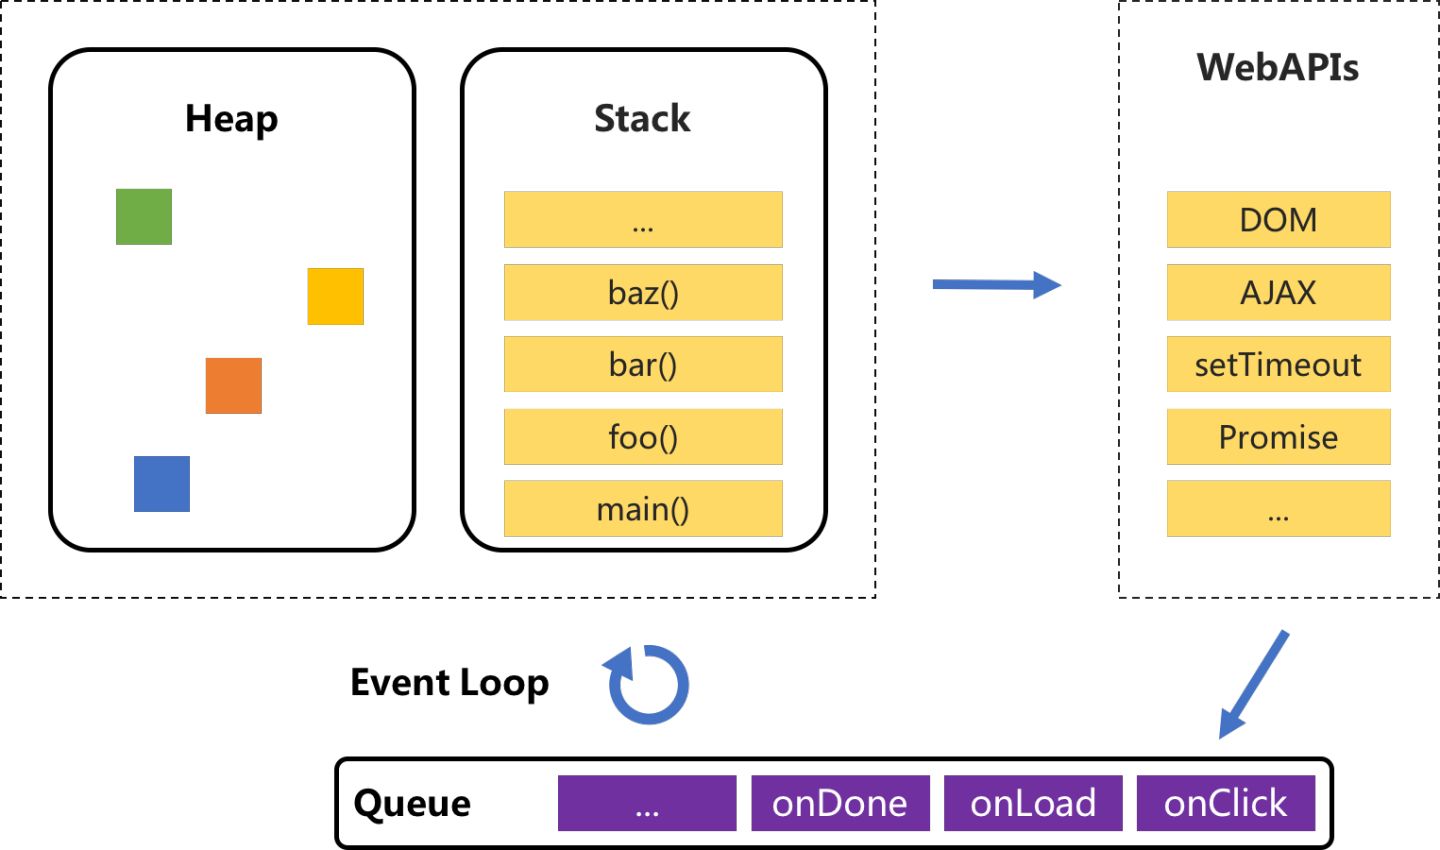 Heap
Stack
...
baz()
bar()
foo()
main()
WebAPIs
DOM
AJAX
setTimeout
Promise
...
Event Loop
Queue
...
onDone
onLoad
onClick